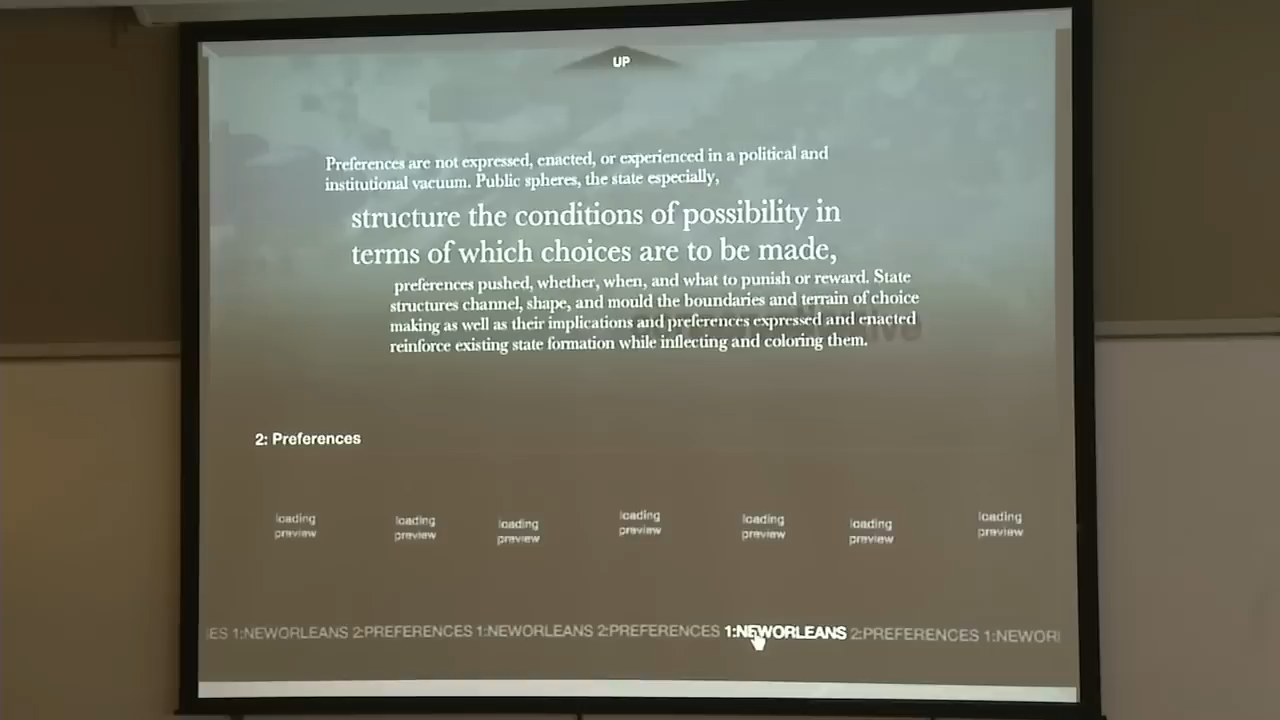 UP
Preferences are not expressed, enacted, or experienced in a political and
institutional vacuum. Public spheres, the state especially,
structure the conditions of possibility in
terms of which choices are to be made,
preferences pushed, whether, when, and what to punish or reward. State
structures channel, shape, and mould the boundaries and terrain of choice
making as well as their implications and preferences expressed and enacted
reinforce existing state formation while inflecting and coloring them.
2: Preferences
loading preview loading preview loading preview loading preview loading preview loading preview loading preview
ES 1:NEWORLEANS 2:PREFERENCES 1:NEWORLEANS 2:PREFERENCES 1:NEWORLEANS 2:PREFERENCES 1:NEWOR